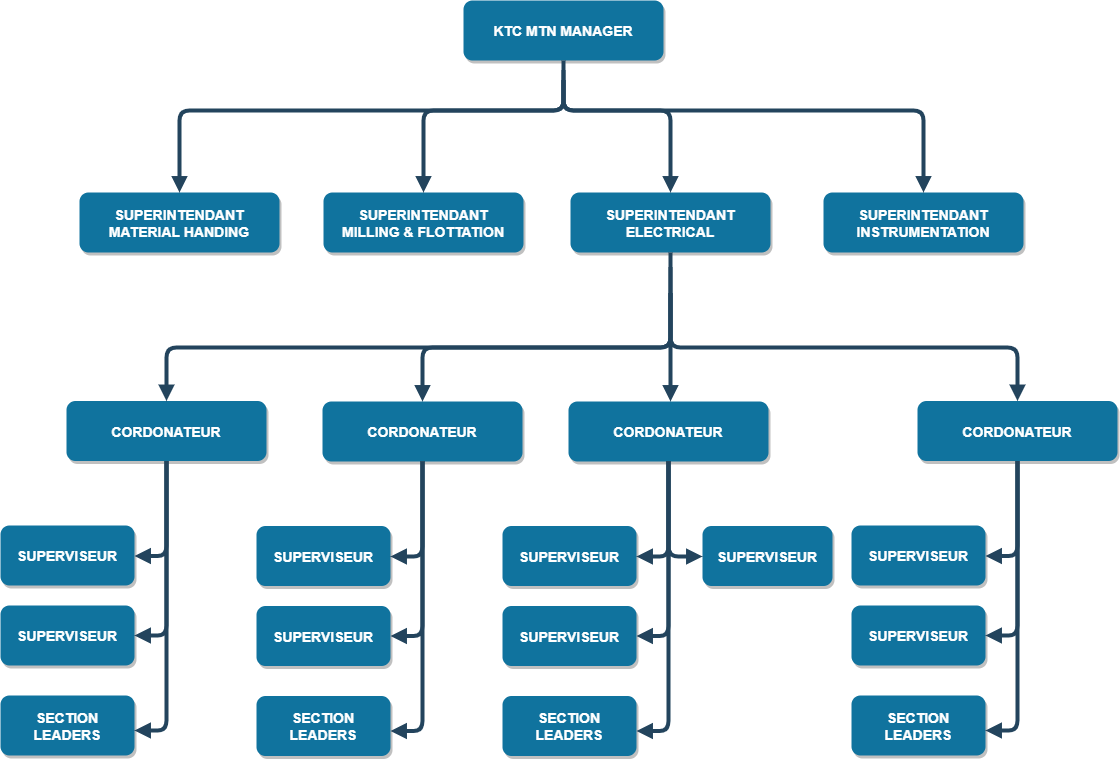 KTC MTN MANAGER
SUPERINTENDANT
MATERIAL HANDING
SUPERINTENDANT
MILLING & FLOTTATION
SUPERINTENDANT
ELECTRICAL
SUPERINTENDANT
INSTRUMENTATION
CORDONATEUR
CORDONATEUR
CORDONATEUR
CORDONATEUR
SUPERVISEUR
SUPERVISEUR
SUPERVISEUR
SUPERVISEUR
SUPERVISEUR
SUPERVISEUR
SUPERVISEUR
SUPERVISEUR
SUPERVISEUR
SECTION
LEADERS
SECTION
LEADERS
SECTION
LEADERS
SECTION
LEADERS